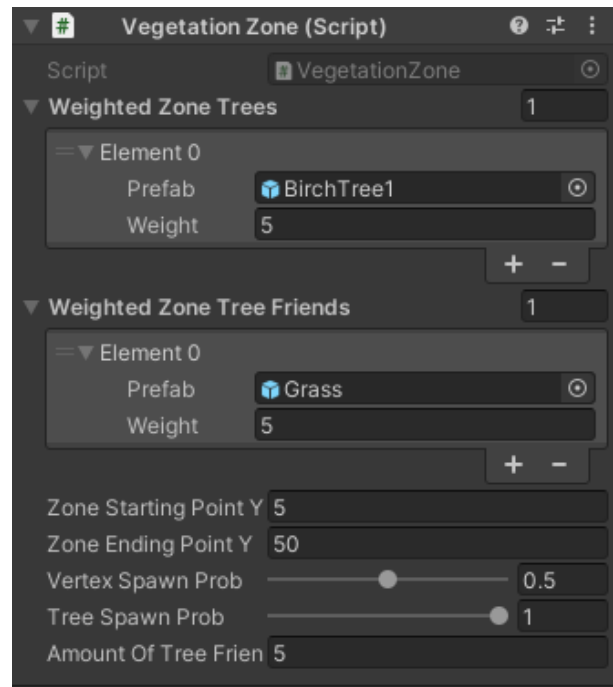 # Vegetation Zone (Script)
Script # VegetationZone
Weighted Zone Trees 1
Element 0
Prefab BirchTree1
Weight 5
+ −
Weighted Zone Tree Friends 1
Element 0
Prefab Grass
Weight 5
+ −
Zone Starting Point Y 5
Zone Ending Point Y 50
Vertex Spawn Prob 0.5
Tree Spawn Prob 1
Amount Of Tree Frien 5